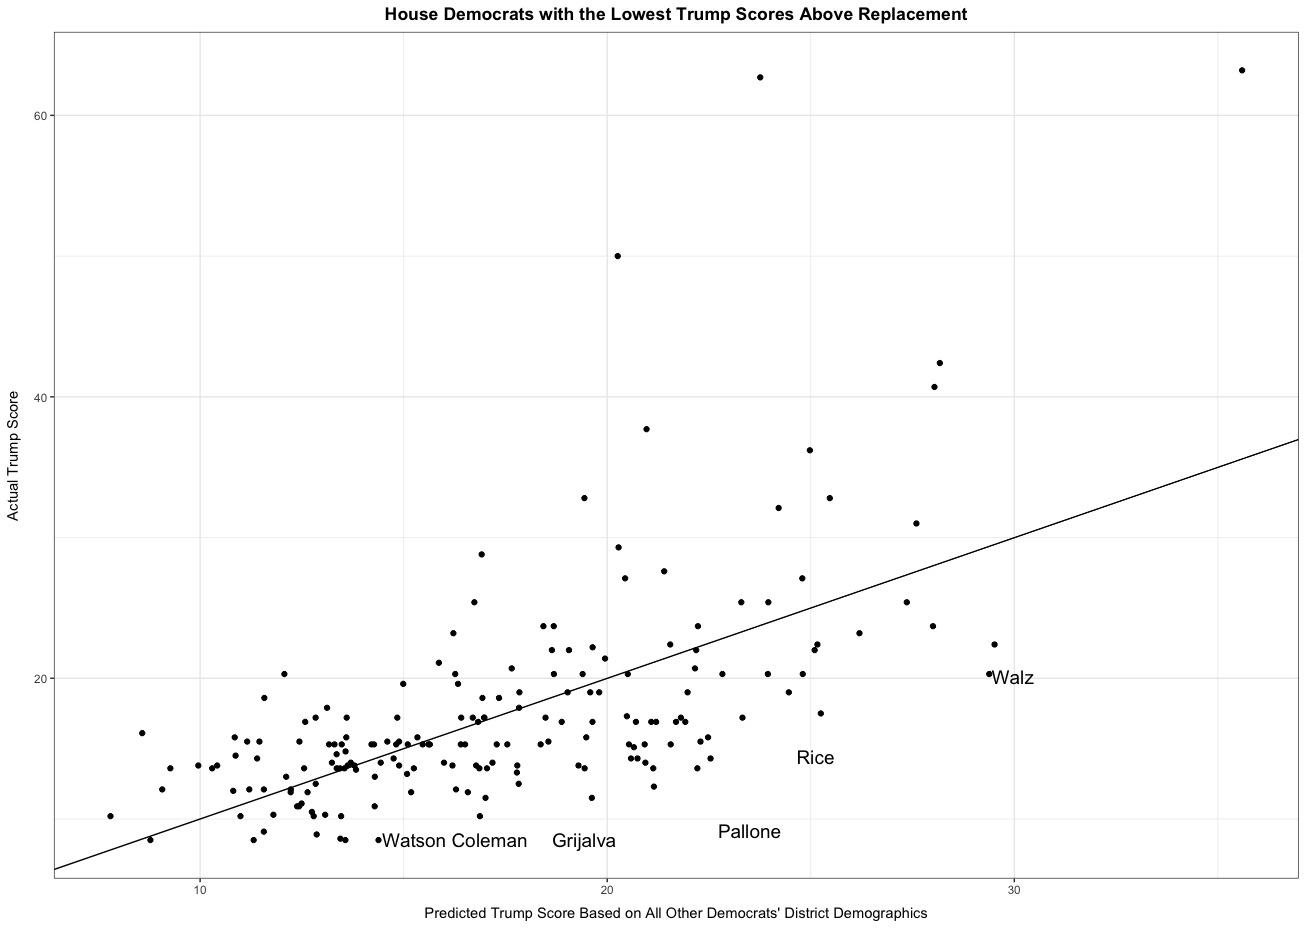 House Democrats with the Lowest Trump Scores Above Replacement
60
40
20
Actual Trump Score
Walz
Rice
Pallone
Watson Coleman
Grijalva
10
20
30
Predicted Trump Score Based on All Other Democrats' District Demographics